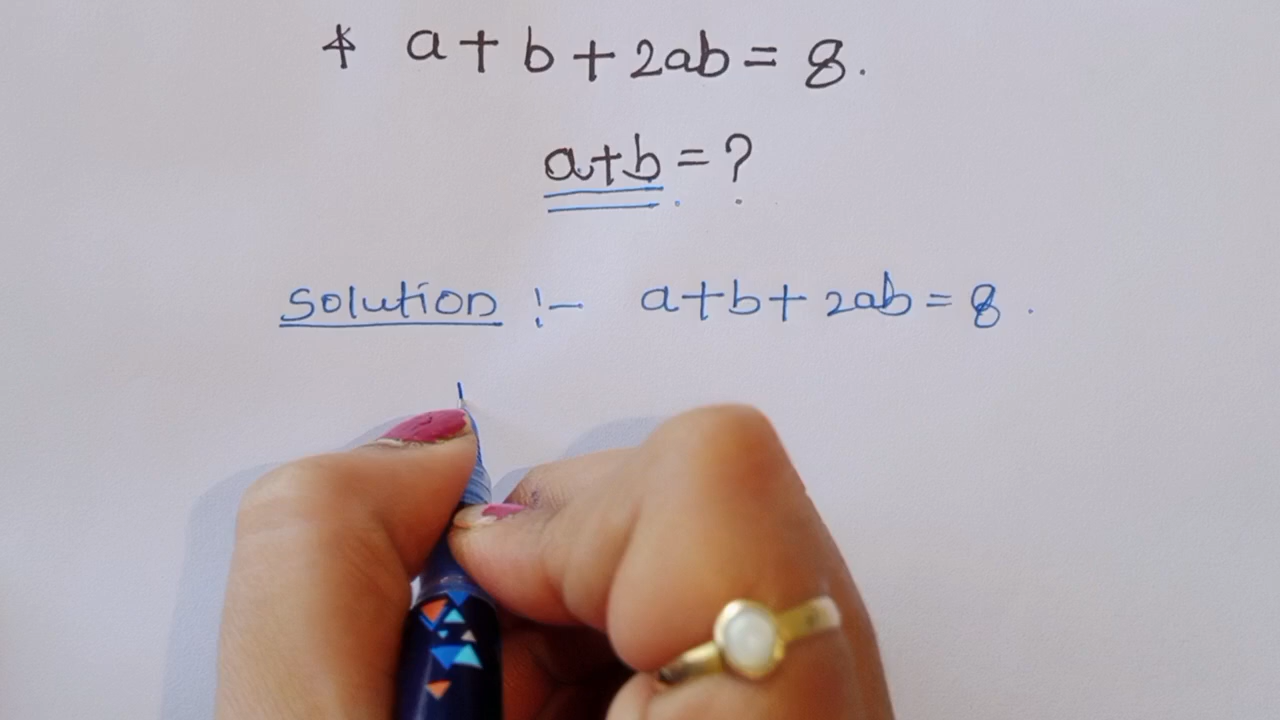 * a + b + 2ab = 8.
a+b = ?
Solution :- a+b+ 2ab = 8 .